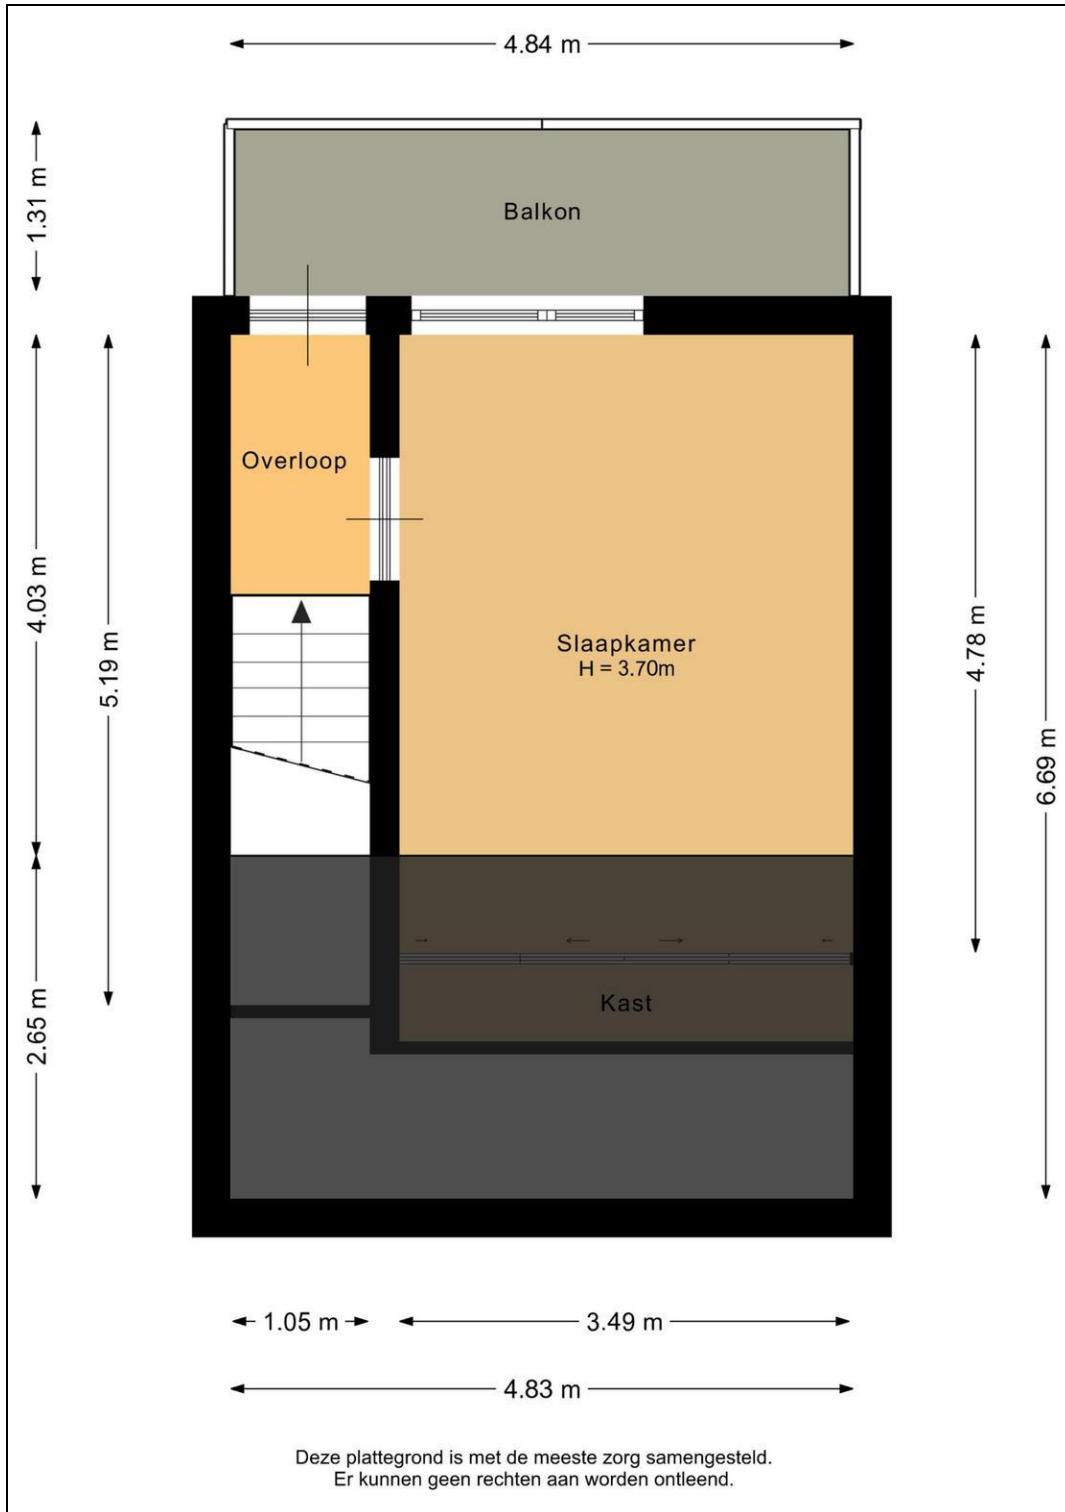 4.84 m
1.31 m
Balkon
Overloop
4.03 m
5.19 m
Slaapkamer
H = 3.70m
4.78 m
6.69 m
2.65 m
Kast
1.05 m
3.49 m
4.83 m
Deze plattegrond is met de meeste zorg samengesteld.
Er kunnen geen rechten aan worden ontleend.